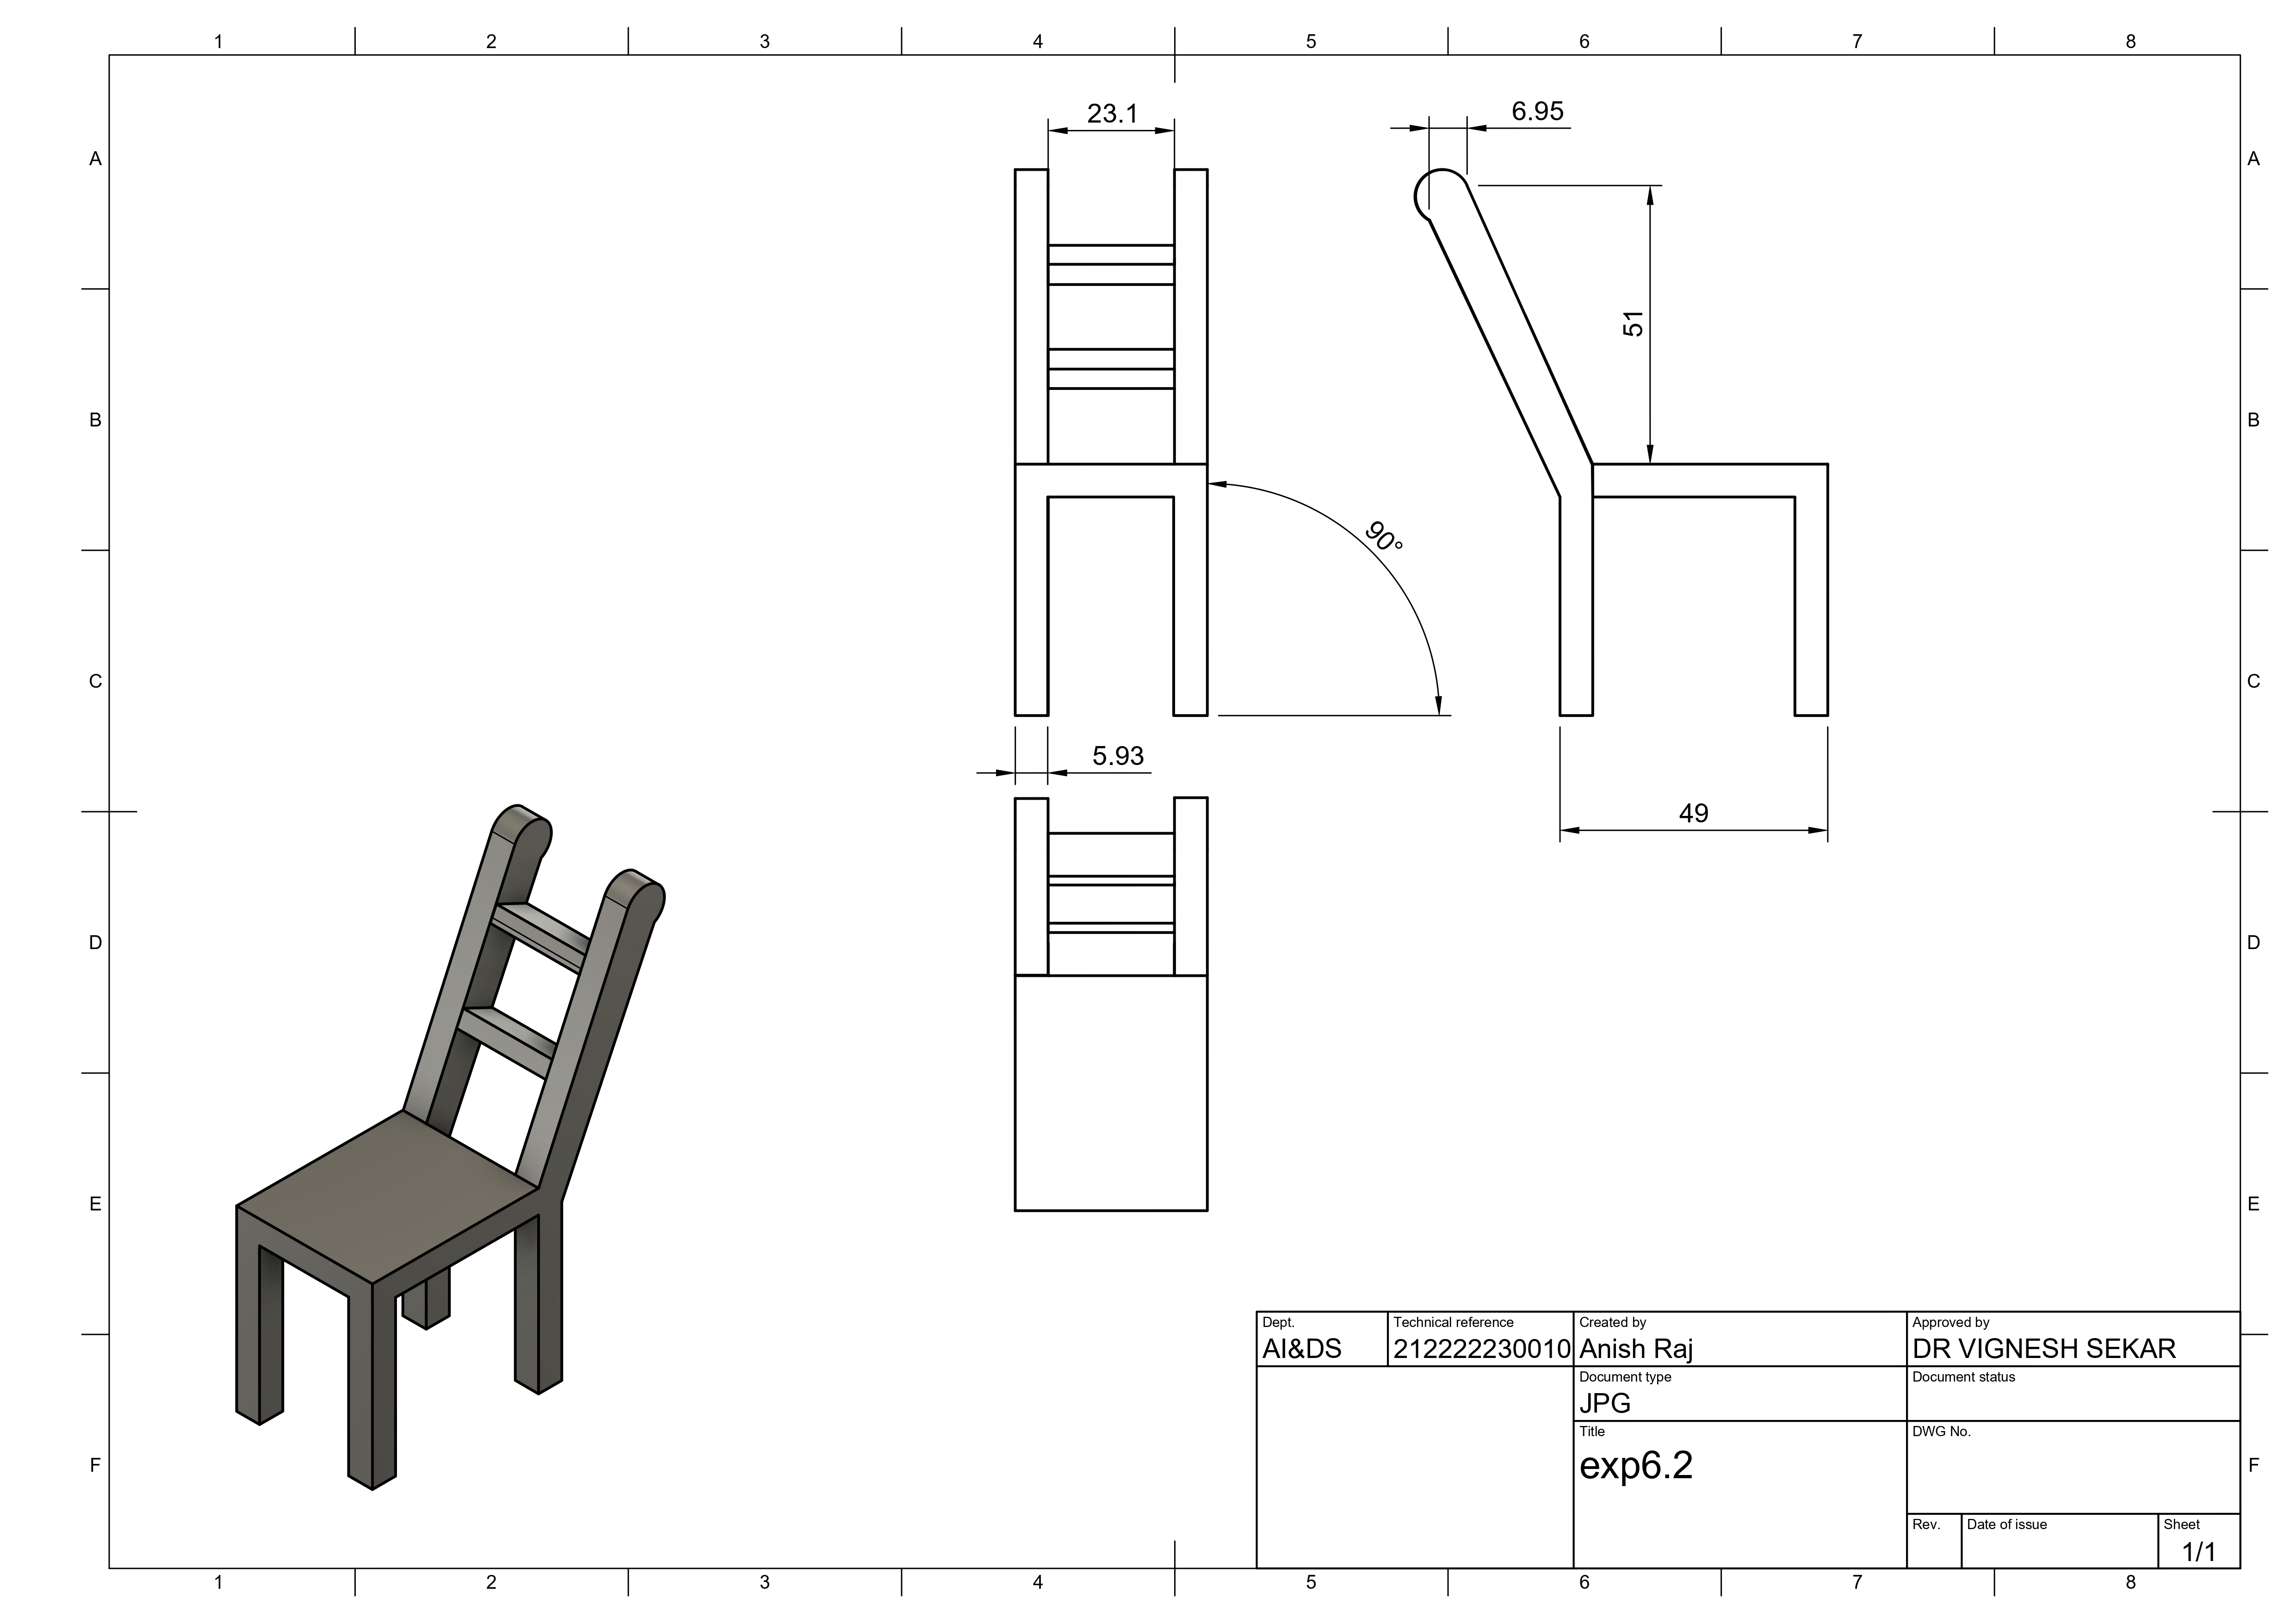 1 2 3 4 5 6 7 8
A A
B B
C C
D D
E E
F F
23.1
6.95
51
90°
5.93
49
Dept. Technical reference Created by Approved by
AI&DS 212222230010 Anish Raj DR VIGNESH SEKAR
Document type Document status
JPG
Title DWG No.
exp6.2
Rev. Date of issue Sheet
1/1
1 2 3 4 5 6 7 8